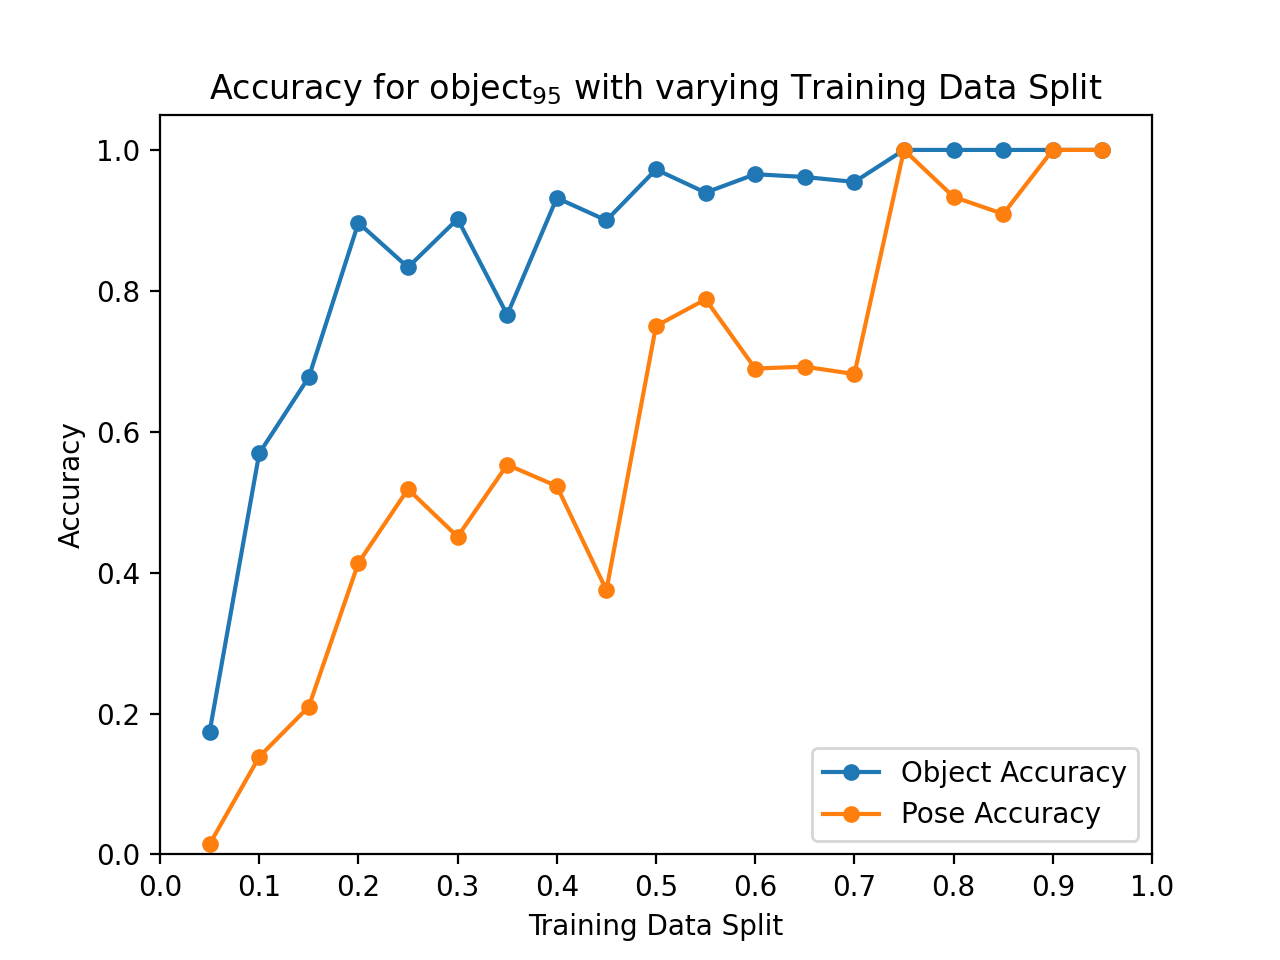 Accuracy for object₉₅ with varying Training Data Split
1.0
0.8
0.6
0.4
0.2
0.0
Accuracy
0.0 0.1 0.2 0.3 0.4 0.5 0.6 0.7 0.8 0.9 1.0
Training Data Split
Object Accuracy
Pose Accuracy